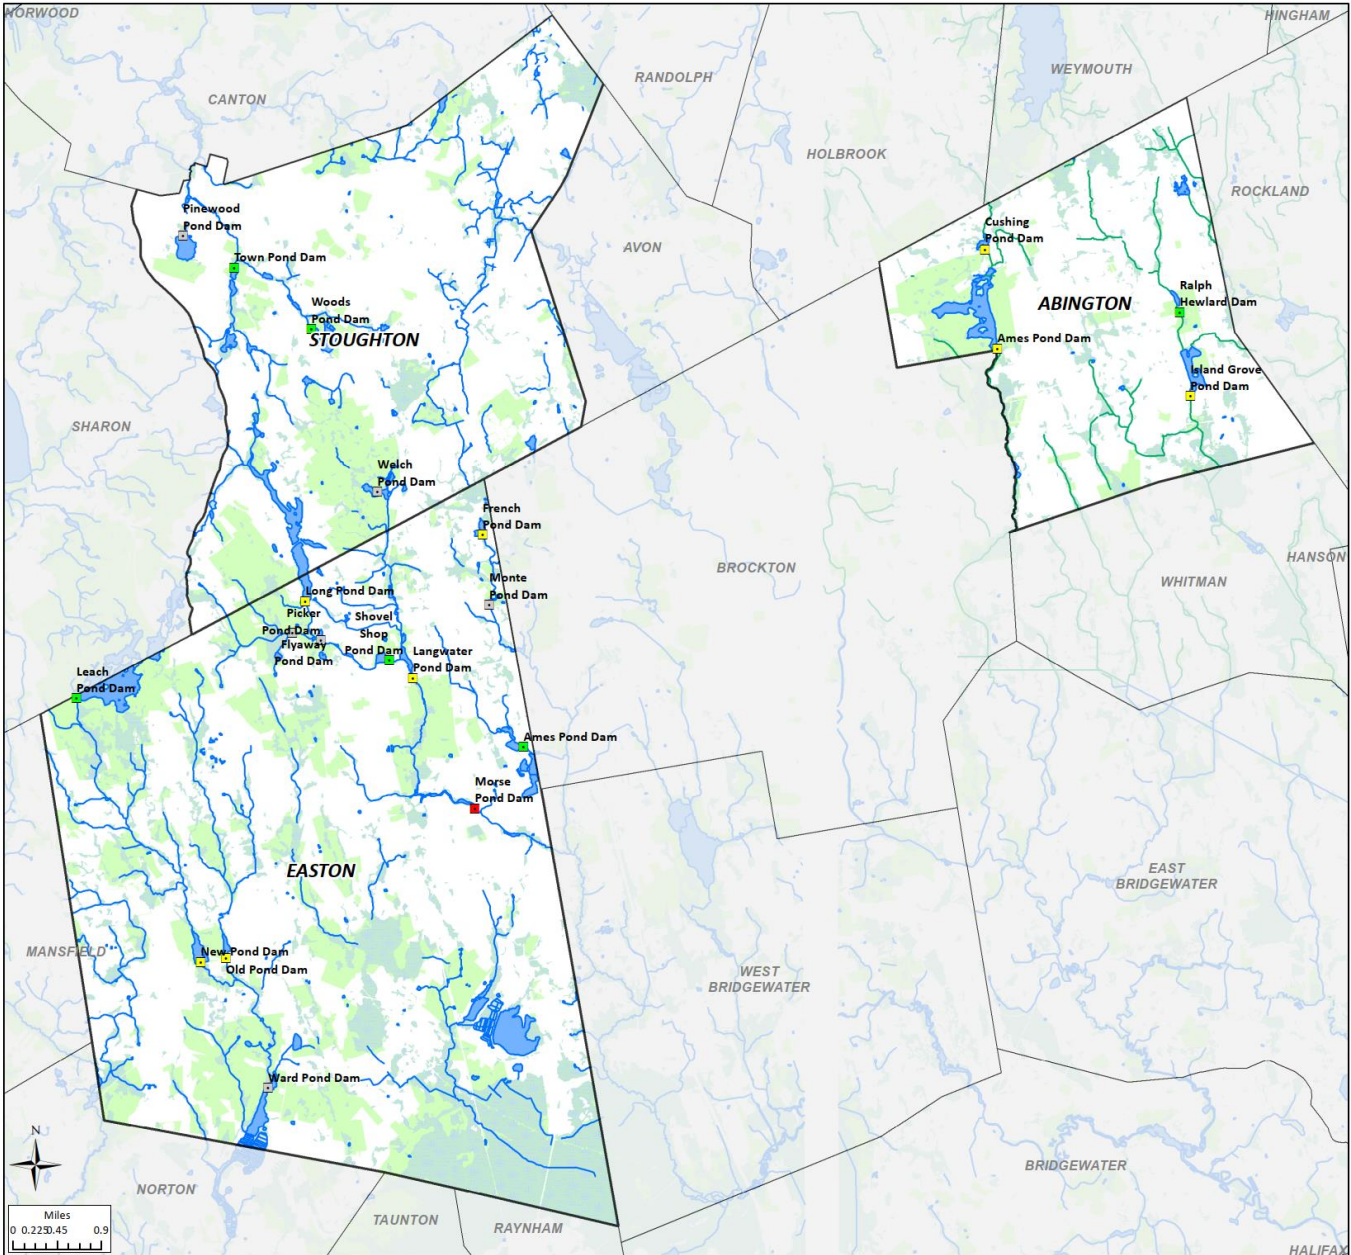 NORWOOD
HINGHAM
CANTON
RANDOLPH
WEYMOUTH
HOLBROOK
ROCKLAND
Pinewood
Pond Dam
Cushing
Pond Dam
AVON
Town Pond Dam
Woods
Pond Dam
STOUGHTON
Ralph
Hewlard Dam
ABINGTON
Ames Pond Dam
Island Grove
Pond Dam
SHARON
Welch
Pond Dam
French
Pond Dam
BROCKTON
HANSON
WHITMAN
Monte
Pond Dam
Long Pond Dam
Picker
Pond Dam
Shovel
Shop
Pond Dam
Flyaway
Pond Dam
Langwater
Pond Dam
Leach
Pond Dam
Ames Pond Dam
Morse
Pond Dam
EASTON
EAST
BRIDGEWATER
MANSFIELD
New Pond Dam
Old Pond Dam
WEST
BRIDGEWATER
Ward Pond Dam
N
NORTON
BRIDGEWATER
TAUNTON
RAYNHAM
HALIFAX
Miles
0 0.225 0.45 0.9